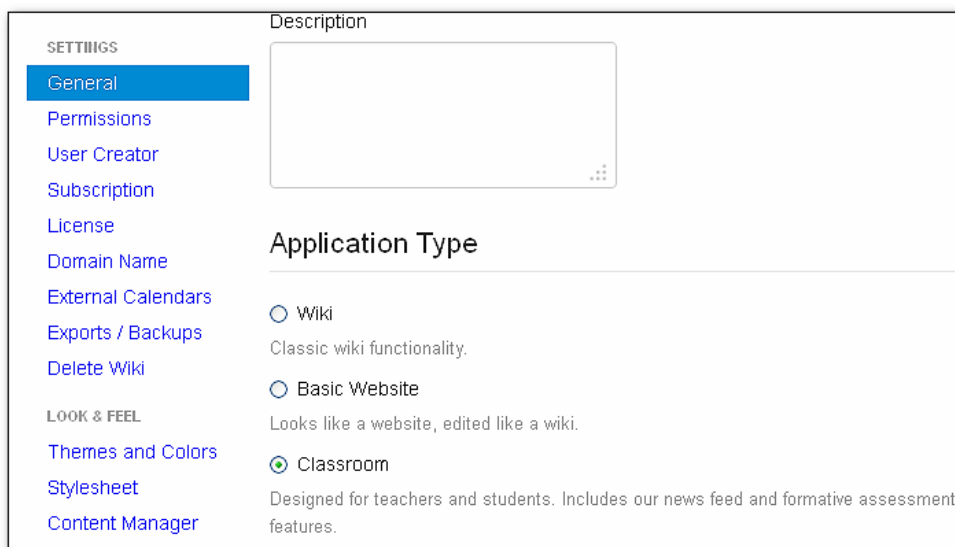 SETTINGS
General
Permissions
User Creator
Subscription
License
Domain Name
External Calendars
Exports / Backups
Delete Wiki
LOOK & FEEL
Themes and Colors
Stylesheet
Content Manager
Description
Application Type
Wiki
Classic wiki functionality.
Basic Website
Looks like a website, edited like a wiki.
Classroom
Designed for teachers and students. Includes our news feed and formative assessment
features.